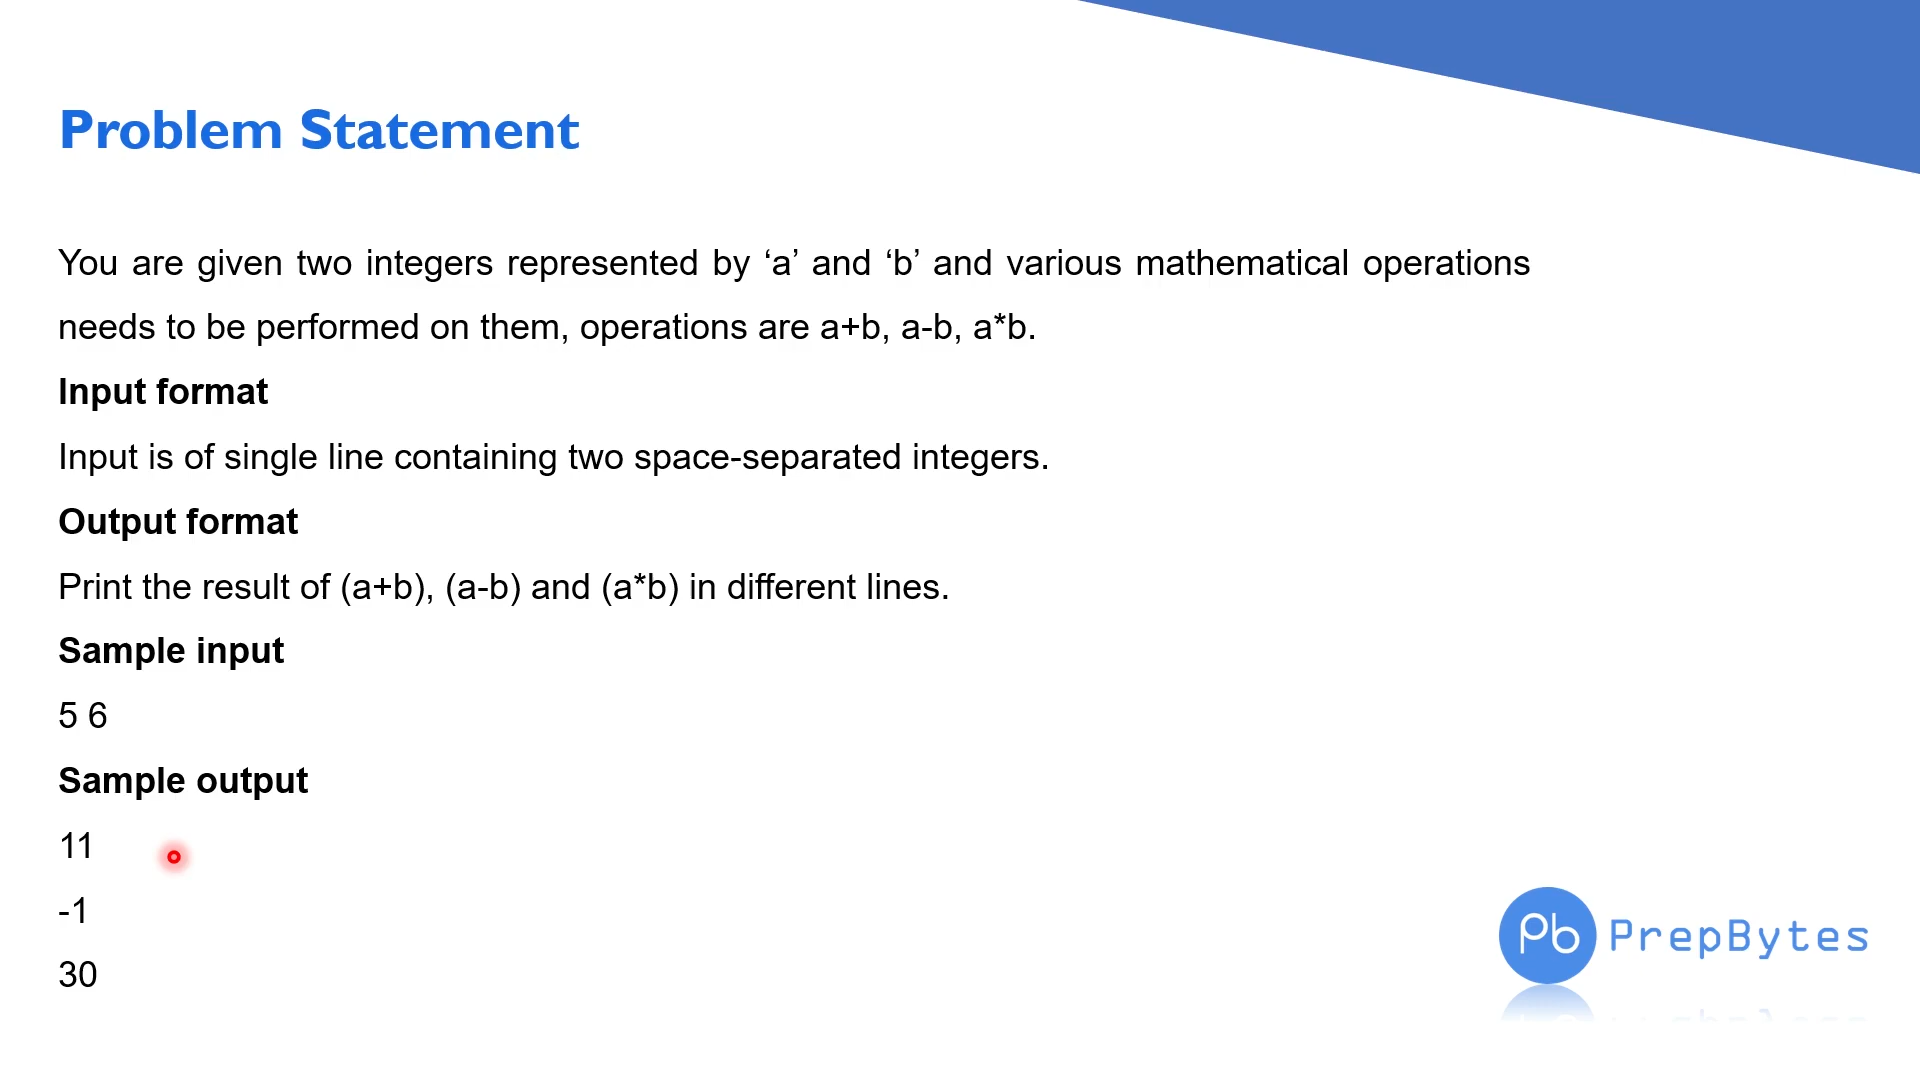 Problem Statement
You are given two integers represented by ‘a’ and ‘b’ and various mathematical operations
needs to be performed on them, operations are a+b, a-b, a*b.
Input format
Input is of single line containing two space-separated integers.
Output format
Print the result of (a+b), (a-b) and (a*b) in different lines.
Sample input
5 6
Sample output
11
-1
30
Pb PrepBytes